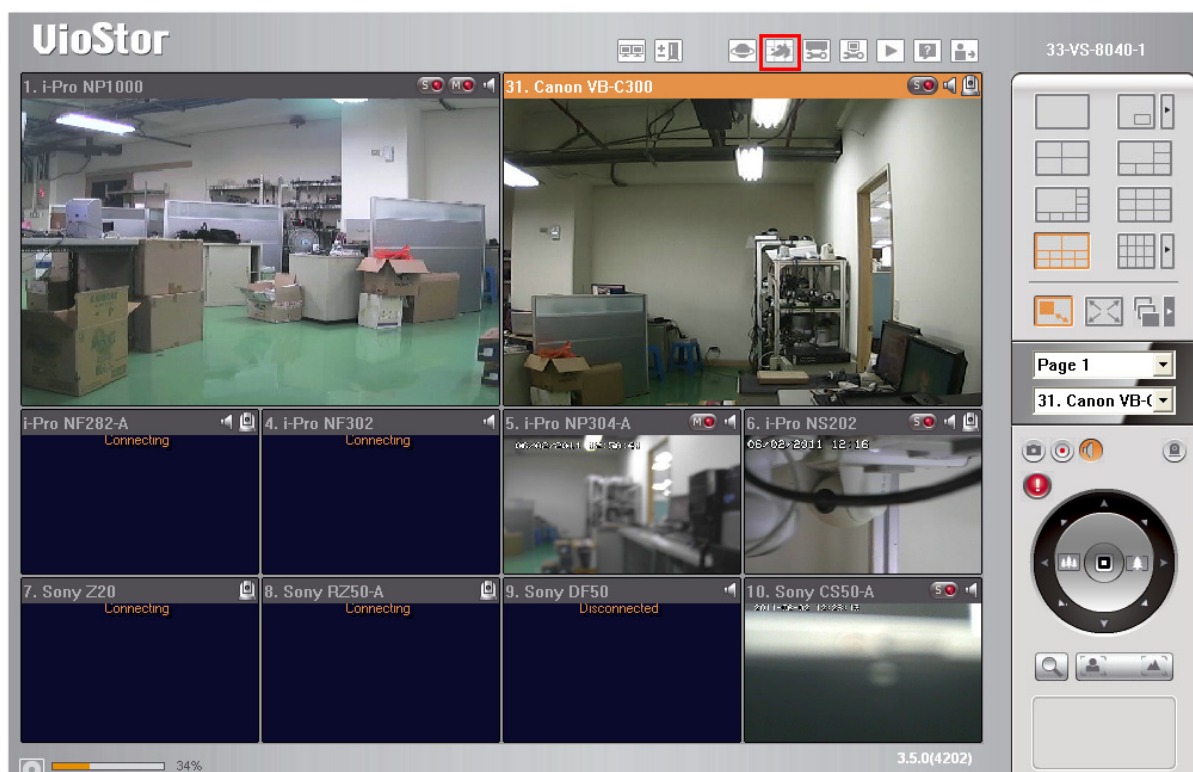 VioStor
33-VS-8040-1
1. i-Pro NP1000
S
M
31. Canon VB-C300
S
Page 1
31. Canon VB-(
i-Pro NF282-A
Connecting
4. i-Pro NF302
Connecting
5. i-Pro NP304-A
M
6. i-Pro NS202
S
06/02/2011 12:16
7. Sony Z20
Connecting
8. Sony RZ50-A
Connecting
9. Sony DF50
Disconnected
10. Sony CS50-A
S
34%
3.5.0(4202)